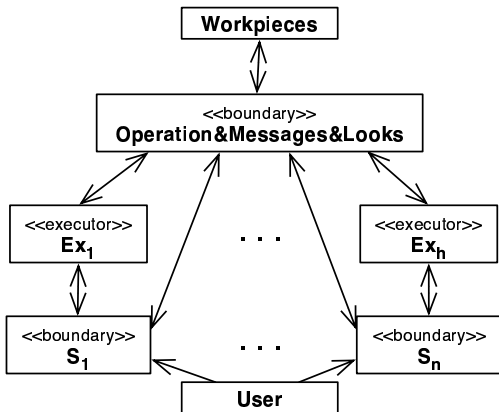 Workpieces
<<boundary>>
Operation&Messages&Looks
<<executor>>
Ex1
. . .
<<executor>>
Exh
<<boundary>>
S1
. . .
<<boundary>>
Sn
User